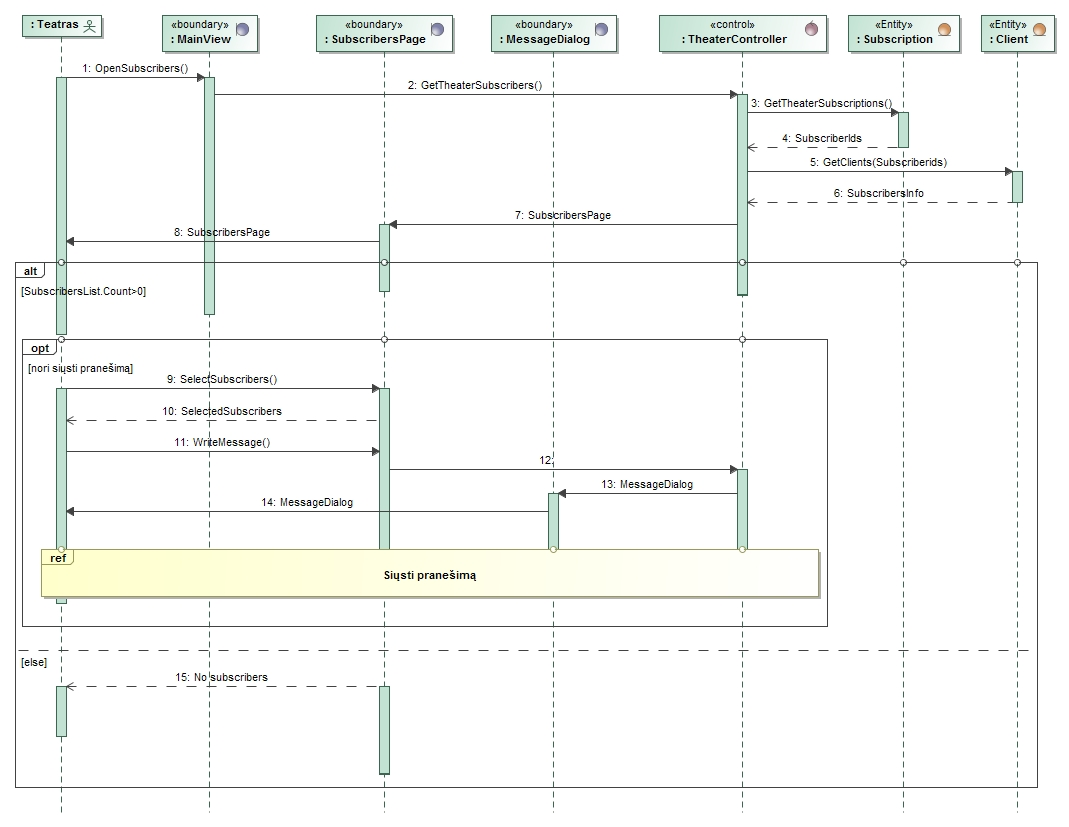 : Teatras
«boundary»
: MainView
«boundary»
: SubscribersPage
«boundary»
: MessageDialog
«control»
: TheaterController
«Entity»
: Subscription
«Entity»
: Client
1: OpenSubscribers()
2: GetTheaterSubscribers()
3: GetTheaterSubscriptions()
4: SubscriberIds
5: GetClients(Subscriberids)
6: SubscribersInfo
7: SubscribersPage
8: SubscribersPage
alt
[SubscribersList.Count>0]
opt
[nori siųsti pranešimą]
9: SelectSubscribers()
10: SelectedSubscribers
11: WriteMessage()
12:
13: MessageDialog
14: MessageDialog
ref
Siųsti pranešimą
[else]
15: No subscribers